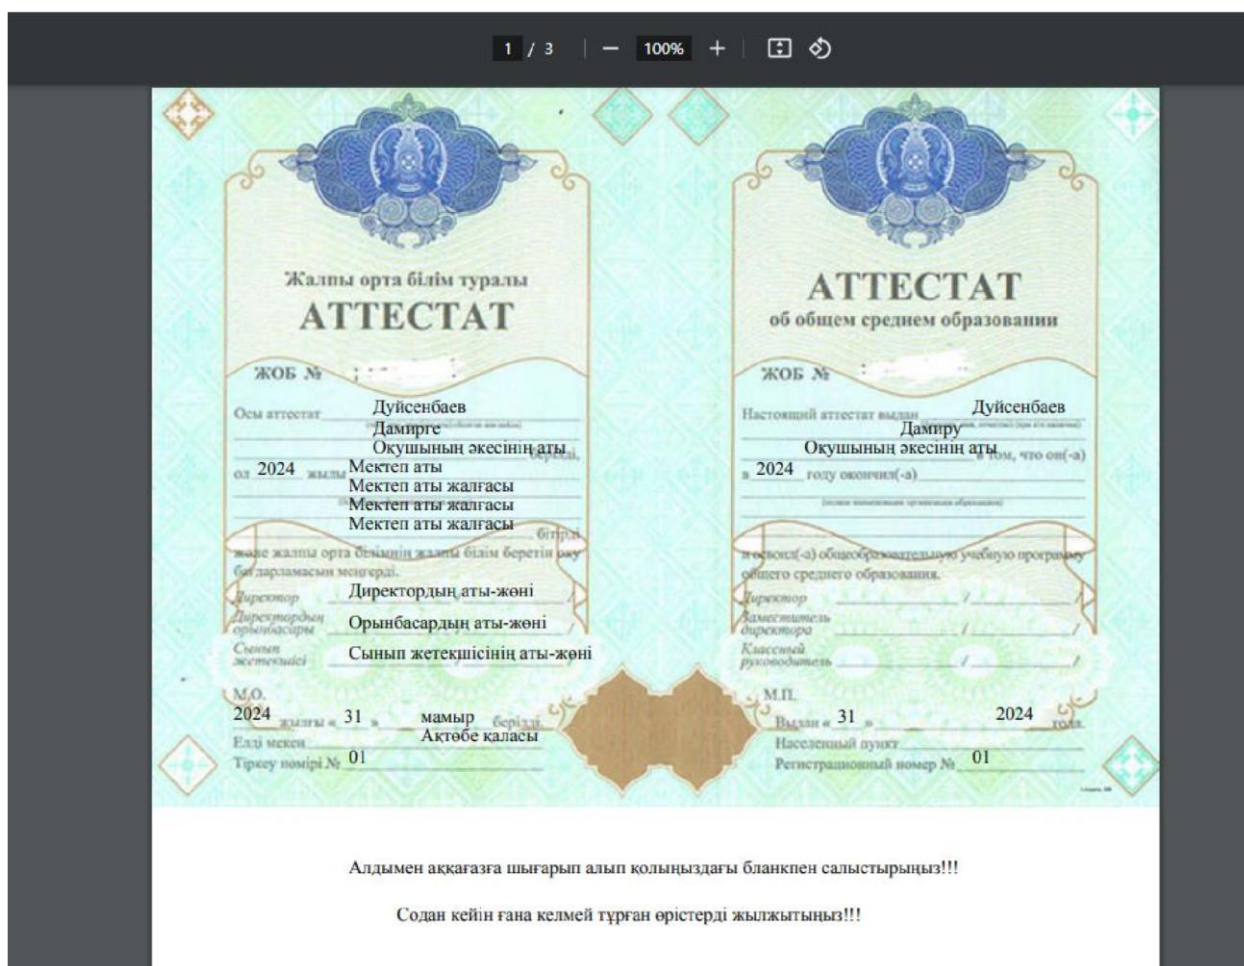 1 / 3
100%
Жалпы орта білім туралы
АТТЕСТАТ
ЖОБ №
Осы аттестат Дуйсенбаев
Дамирге
Оқушының әкесінің аты берілді,
ол 2024 жылы Мектеп аты
Мектеп аты жалғасы
Мектеп аты жалғасы
Мектеп аты жалғасы
бітірді
және жалпы орта білімнің жалпы білім беретін оқу
бағдарламасын меңгерді.
Директор Директордың аты-жөні /
Директордың
орынбасары Орынбасардың аты-жөні /
Сынып
жетекшісі Сынып жетекшісінің аты-жөні
М.О.
2024 жылғы « 31 » мамыр берілді.
Елді мекен Ақтөбе қаласы
Тіркеу нөмірі № 01
АТТЕСТАТ
об общем среднем образовании
ЖОБ №
Настоящий аттестат выдан Дуйсенбаев
Дамиру
Оқушының әкесінің аты в том, что он(-а)
в 2024 году окончил(-а)
(полное наименование организации образования)
и освоил(-а) общеобразовательную учебную программу
общего среднего образования.
Директор / /
Заместитель
директора / /
Классный
руководитель / /
М.П.
Выдан « 31 » 2024 года.
Населенный пункт
Регистрационный номер № 01
Алдымен аққағазға шығарып алып қолыңыздағы бланкпен салыстырыңыз!!!
Содан кейін ғана келмей тұрған өрістерді жылжытыңыз!!!